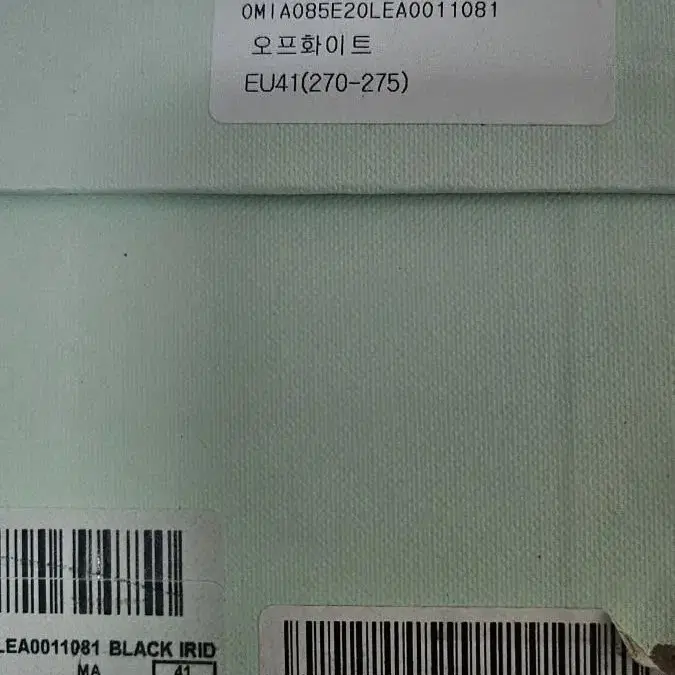 OMIA085E20LEA0011081
오프화이트
EU41(270-275)
LEA0011081 BLACK IRID
MA 41